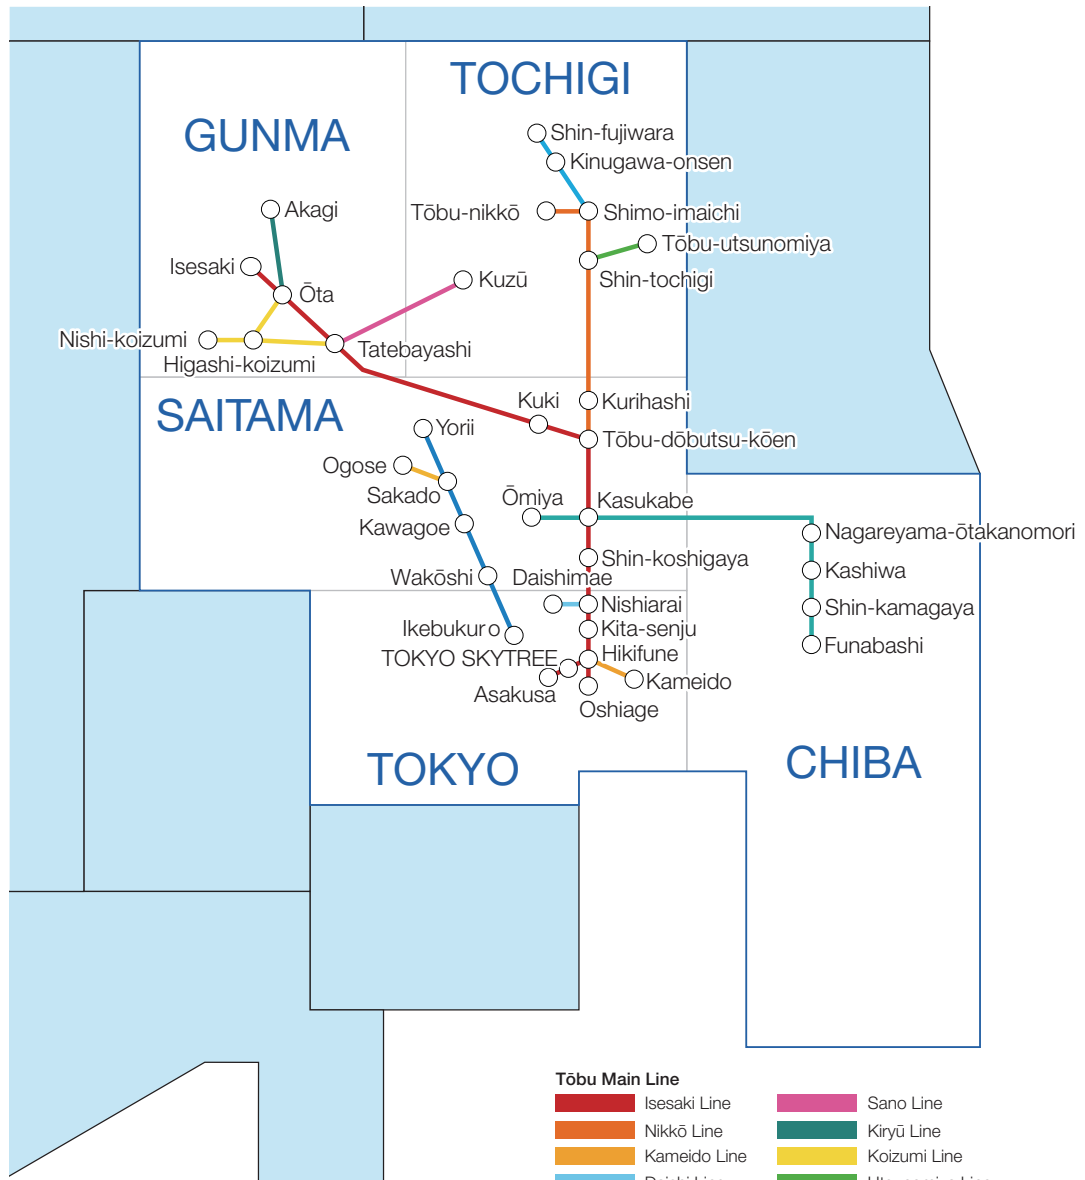 TOCHIGI
GUNMA
Shin-fujiwara
Kinugawa-onsen
Akagi
Tōbu-nikkō
Shimo-imaichi
Tōbu-utsunomiya
Isesaki
Kuzū
Shin-tochigi
Ōta
Nishi-koizumi
Tatebayashi
Higashi-koizumi
SAITAMA
Kuki
Kurihashi
Yorii
Tōbu-dōbutsu-kōen
Ogose
Sakado
Ōmiya
Kasukabe
Kawagoe
Nagareyama-ōtakanomori
Shin-koshigaya
Kashiwa
Wakōshi
Daishimae
Nishiarai
Shin-kamagaya
Ikebukuro
Kita-senju
Funabashi
TOKYO SKYTREE
Hikifune
Asakusa
Kameido
Oshiage
TOKYO
CHIBA
Tōbu Main Line
Isesaki Line
Sano Line
Nikkō Line
Kiryū Line
Kameido Line
Koizumi Line